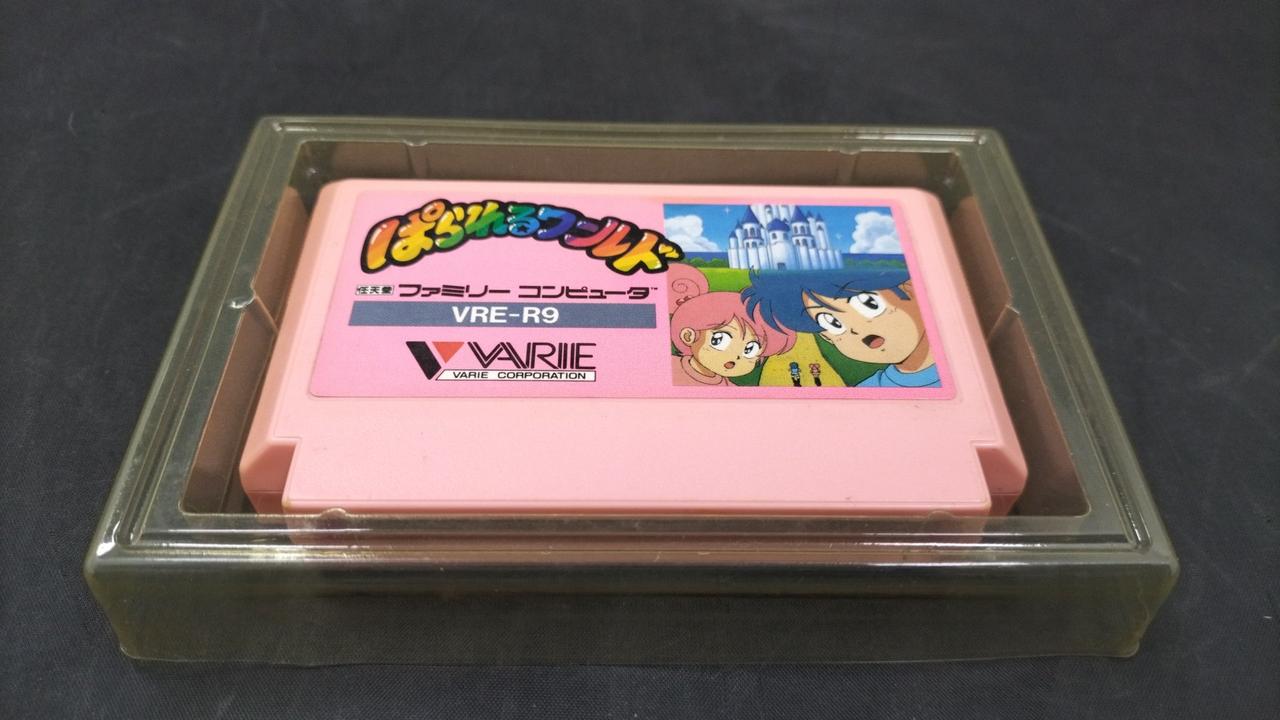 ぱられるワールド
任天堂 ファミリー コンピュータ™
VRE-R9
VARIE
VARIE CORPORATION